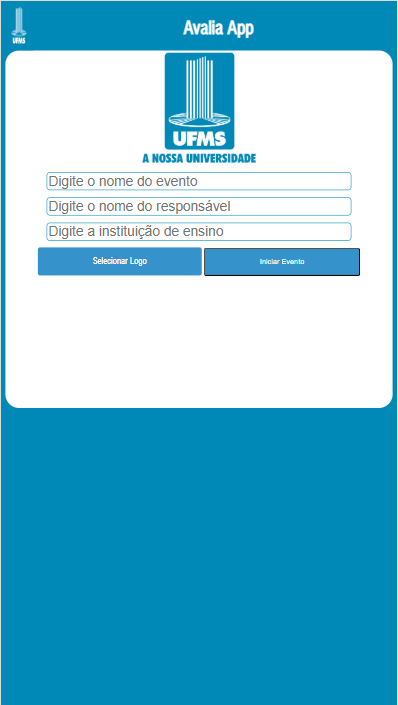 UFMS
Avalia App
UFMS
A NOSSA UNIVERSIDADE
Digite o nome do evento
Digite o nome do responsável
Digite a instituição de ensino
Selecionar Logo
Iniciar Evento